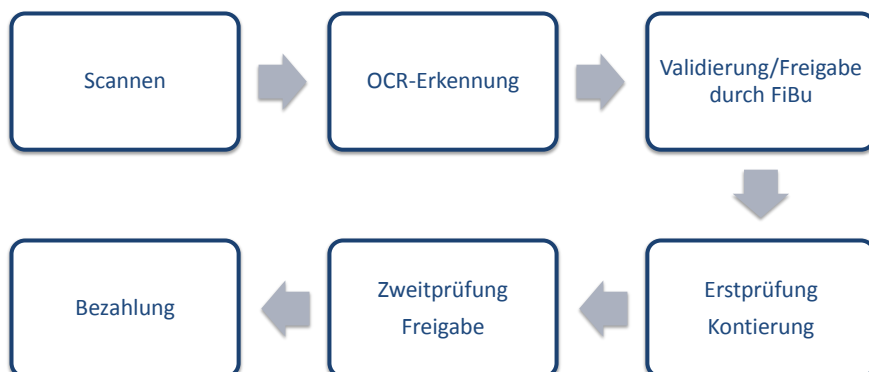 Scannen
OCR-Erkennung
Validierung/Freigabe
durch FiBu
Erstprüfung
Kontierung
Zweitprüfung
Freigabe
Bezahlung